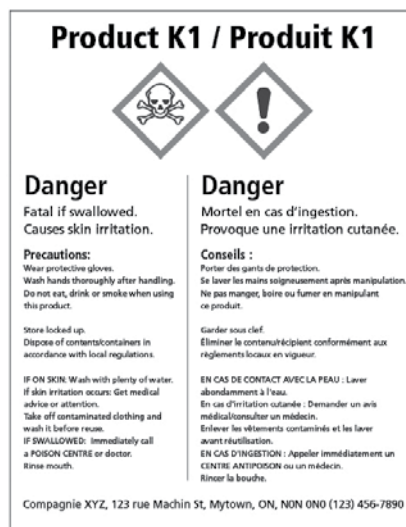 Product K1 / Produit K1
Danger
Fatal if swallowed.
Causes skin irritation.
Precautions:
Wear protective gloves.
Wash hands thoroughly after handling.
Do not eat, drink or smoke when using
this product.
Store locked up.
Dispose of contents/containers in
accordance with local regulations.
IF ON SKIN: Wash with plenty of water.
If skin irritation occurs: Get medical
advice or attention.
Take off contaminated clothing and
wash it before reuse.
IF SWALLOWED: Immediately call
a POISON CENTRE or doctor.
Rinse mouth.
Danger
Mortel en cas d'ingestion.
Provoque une irritation cutanée.
Conseils :
Porter des gants de protection.
Se laver les mains soigneusement après manipulation.
Ne pas manger, boire ou fumer en manipulant
ce produit.
Garder sous clef.
Éliminer le contenu/récipient conformément aux
règlements locaux en vigueur.
EN CAS DE CONTACT AVEC LA PEAU : Laver
abondamment à l'eau.
En cas d'irritation cutanée : Demander un avis
médical/consulter un médecin.
Enlever les vêtements contaminés et les laver
avant réutilisation.
EN CAS D'INGESTION : Appeler immédiatement un
CENTRE ANTIPOISON ou un médecin.
Rincer la bouche.
Compagnie XYZ, 123 rue Machin St, Mytown, ON, N0N 0N0 (123) 456-7890